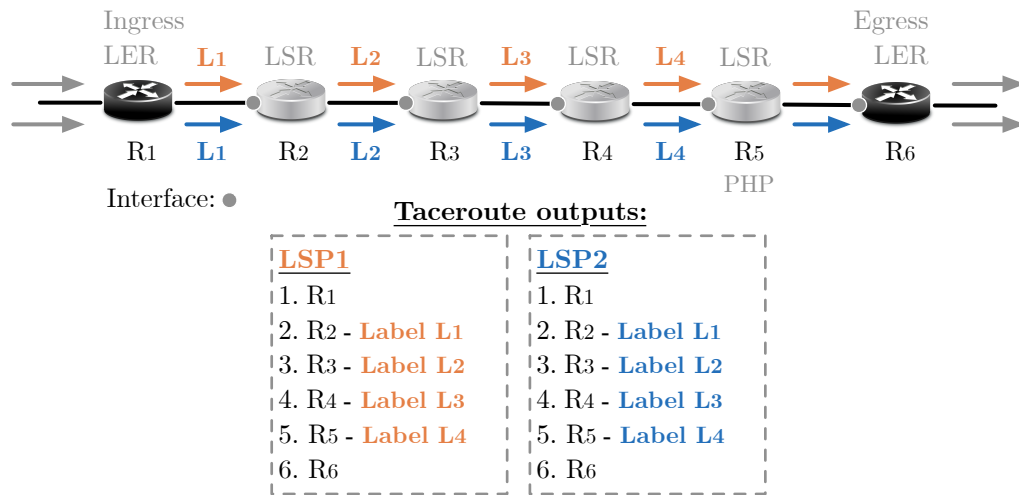 Ingress
Egress
LER LSR LSR LSR LSR LER
L1 L2 L3 L4
R1 R2 R3 R4 R5 R6
L1 L2 L3 L4
PHP
Interface:
Taceroute outputs:
LSP1
1. R1
2. R2 - Label L1
3. R3 - Label L2
4. R4 - Label L3
5. R5 - Label L4
6. R6
LSP2
1. R1
2. R2 - Label L1
3. R3 - Label L2
4. R4 - Label L3
5. R5 - Label L4
6. R6